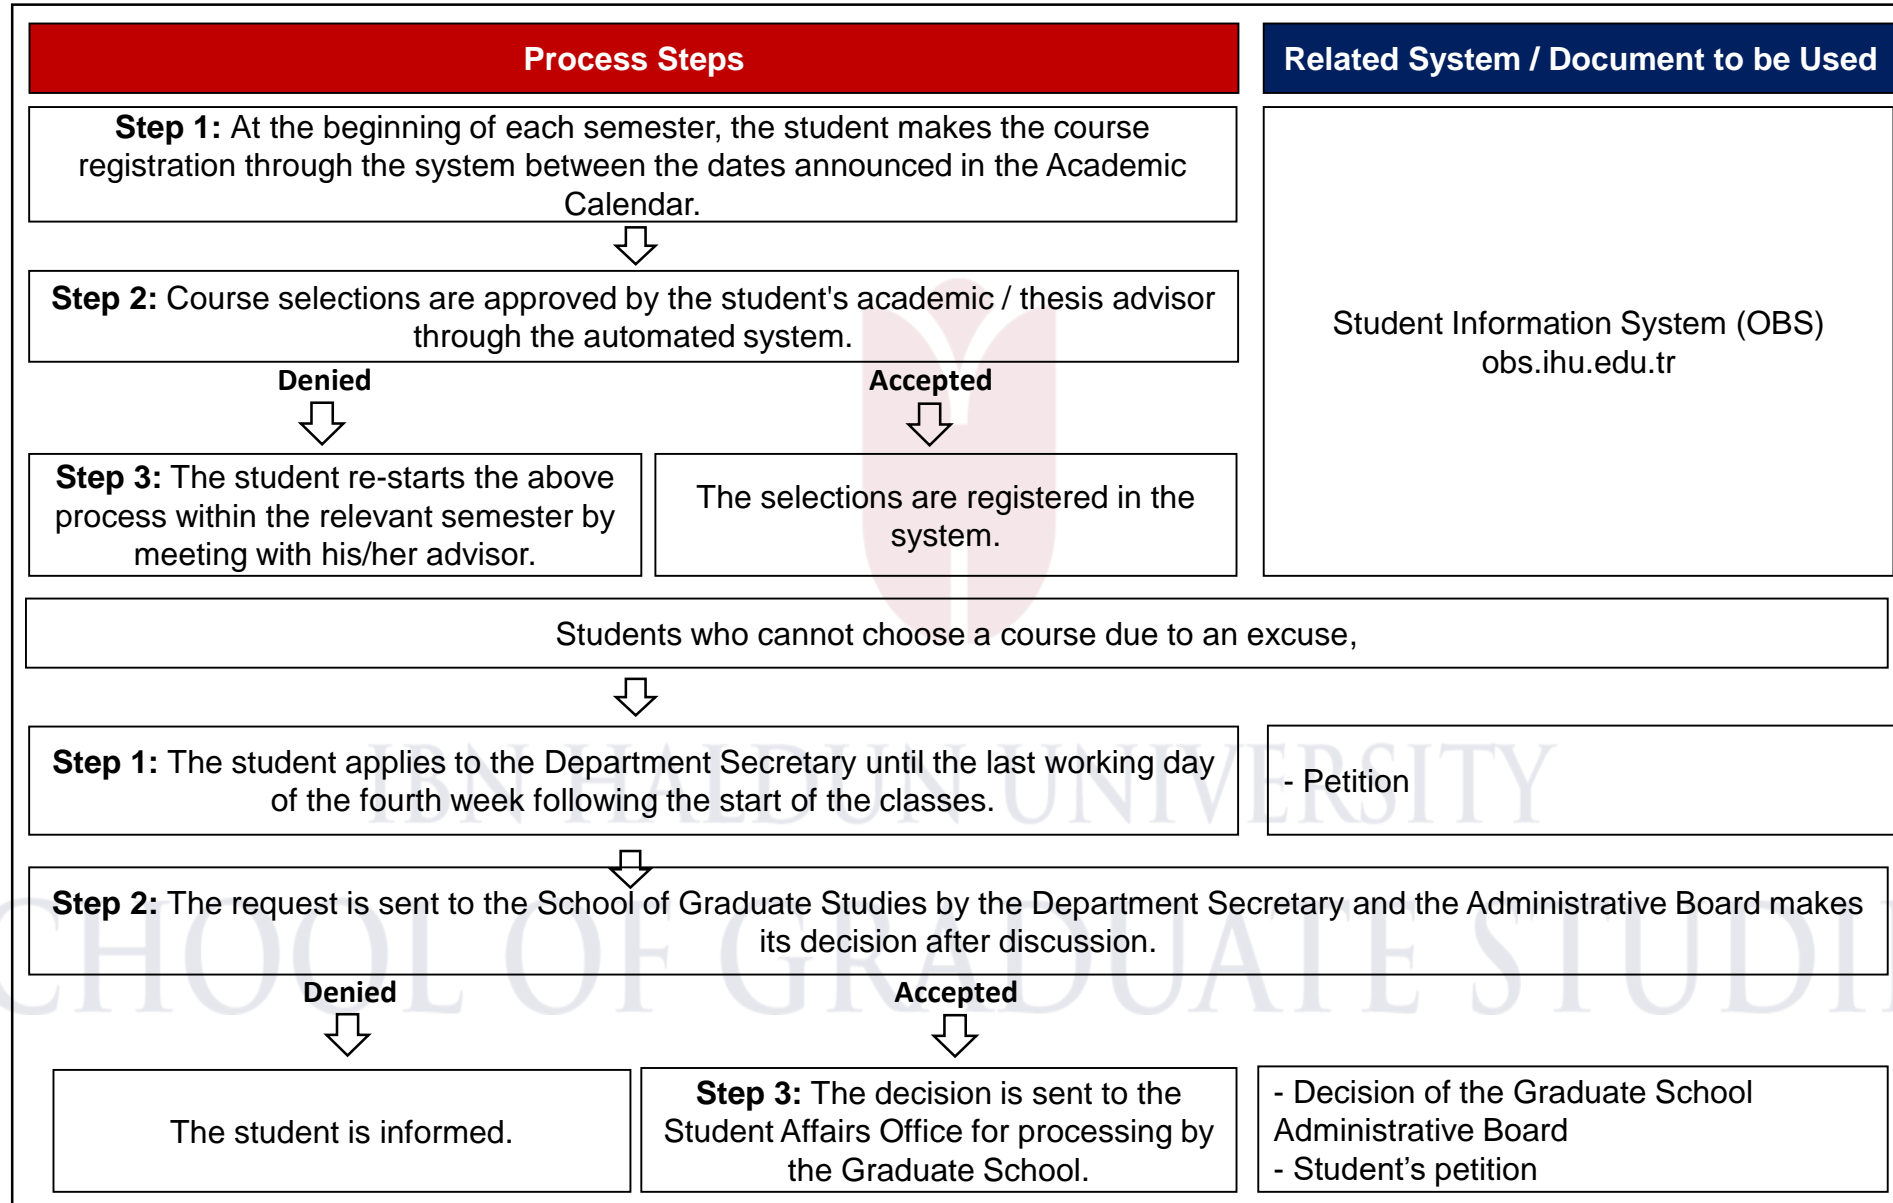 Process Steps
Related System / Document to be Used
Step 1: At the beginning of each semester, the student makes the course
registration through the system between the dates announced in the Academic
Calendar.
Step 2: Course selections are approved by the student's academic / thesis advisor
through the automated system.
Student Information System (OBS)
obs.ihu.edu.tr
Denied
Accepted
Step 3: The student re-starts the above
process within the relevant semester by
meeting with his/her advisor.
The selections are registered in the
system.
Students who cannot choose a course due to an excuse,
Step 1: The student applies to the Department Secretary until the last working day
of the fourth week following the start of the classes.
- Petition
IBN HALDUN UNIVERSITY
Step 2: The request is sent to the School of Graduate Studies by the Department Secretary and the Administrative Board makes
its decision after discussion.
CHOOL OF GRADUATE STUDI
Denied
Accepted
The student is informed.
Step 3: The decision is sent to the
Student Affairs Office for processing by
the Graduate School.
- Decision of the Graduate School
Administrative Board
- Student’s petition